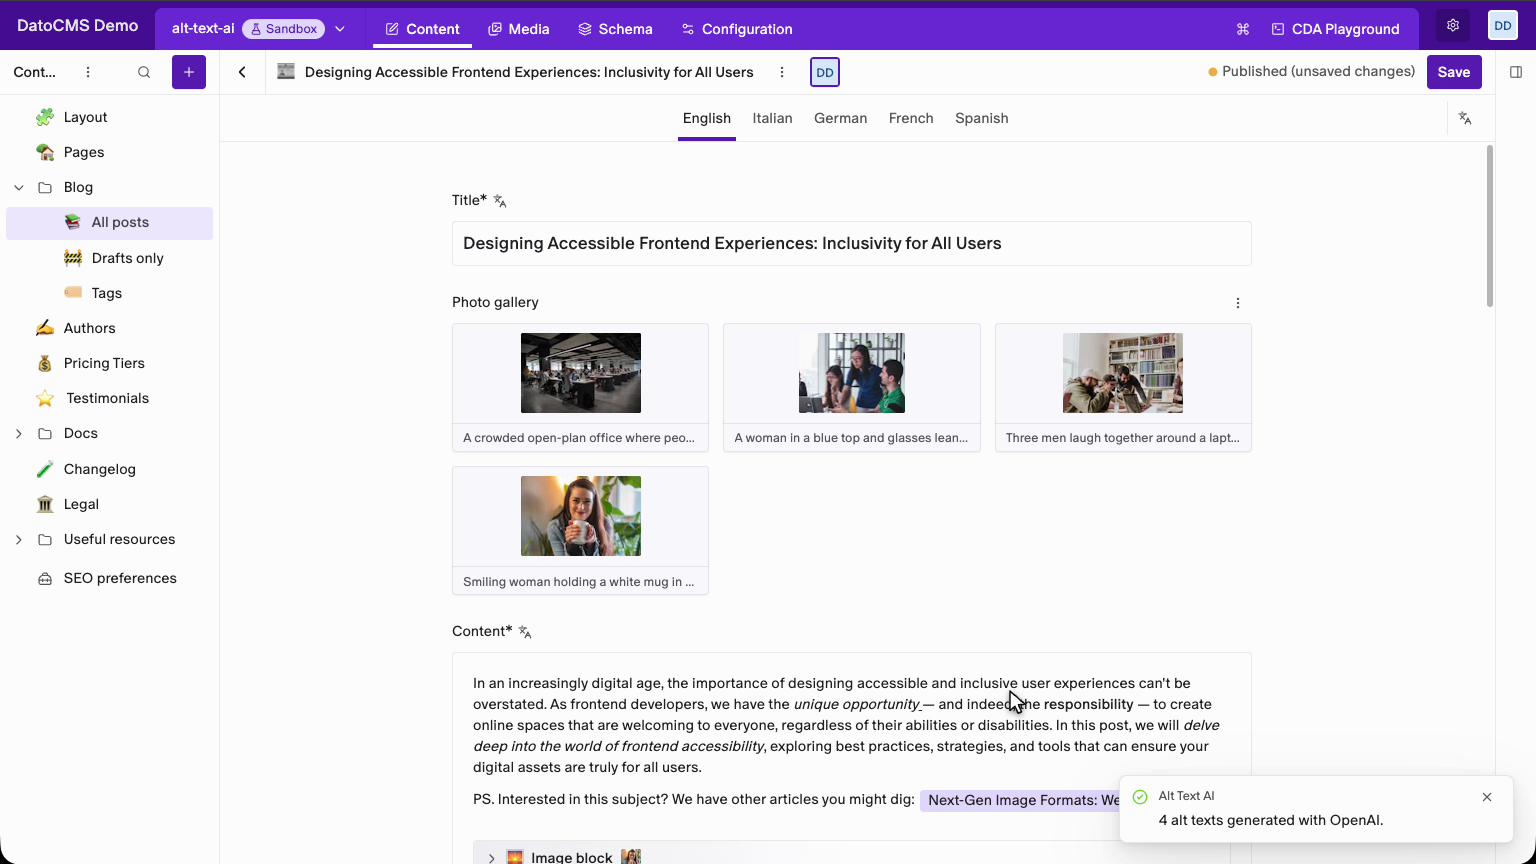 DatoCMS Demo
alt-text-ai
Sandbox
Content
Media
Schema
Configuration
CDA Playground
DD
Cont...
Designing Accessible Frontend Experiences: Inclusivity for All Users
DD
Published (unsaved changes)
Save
Layout
Pages
Blog
All posts
Drafts only
Tags
Authors
Pricing Tiers
Testimonials
Docs
Changelog
Legal
Useful resources
SEO preferences
English
Italian
German
French
Spanish
Title*
Designing Accessible Frontend Experiences: Inclusivity for All Users
Photo gallery
A crowded open-plan office where peo...
A woman in a blue top and glasses lean...
Three men laugh together around a lapt...
Smiling woman holding a white mug in ...
Content*
In an increasingly digital age, the importance of designing accessible and inclusive user experiences can't be
overstated. As frontend developers, we have the unique opportunity — and indeed the responsibility — to create
online spaces that are welcoming to everyone, regardless of their abilities or disabilities. In this post, we will delve
deep into the world of frontend accessibility, exploring best practices, strategies, and tools that can ensure your
digital assets are truly for all users.
PS. Interested in this subject? We have other articles you might dig: Next-Gen Image Formats: We
Image block
Alt Text AI
4 alt texts generated with OpenAI.